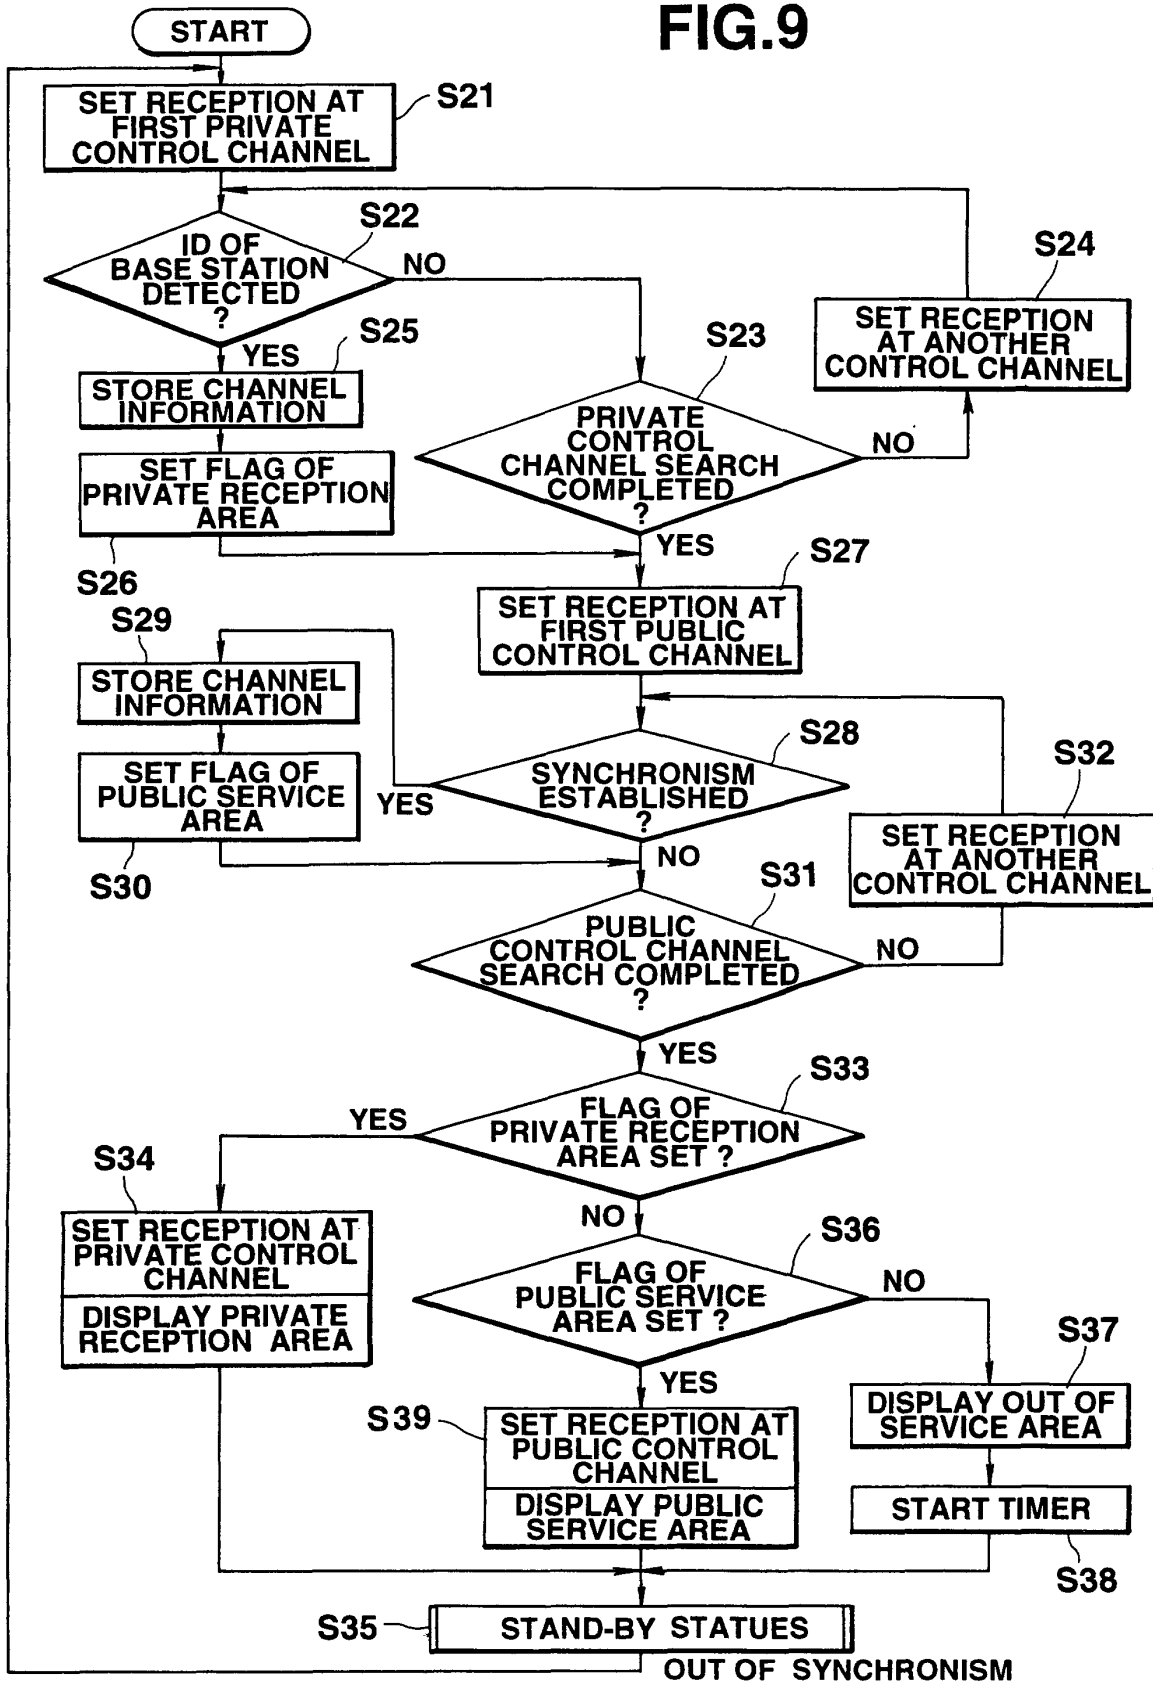 FIG.9
START
SET RECEPTION AT
FIRST PRIVATE
CONTROL CHANNEL
S21
S22
ID OF
BASE STATION
DETECTED
?
NO
YES
S24
SET RECEPTION
AT ANOTHER
CONTROL CHANNEL
S23
PRIVATE
CONTROL
CHANNEL SEARCH
COMPLETED
?
NO
YES
S25
STORE CHANNEL
INFORMATION
SET FLAG OF
PRIVATE RECEPTION
AREA
S26
S27
SET RECEPTION AT
FIRST PUBLIC
CONTROL CHANNEL
S29
STORE CHANNEL
INFORMATION
SET FLAG OF
PUBLIC SERVICE
AREA
S30
S28
SYNCHRONISM
ESTABLISHED
?
YES
NO
S32
SET RECEPTION
AT ANOTHER
CONTROL CHANNEL
S31
PUBLIC
CONTROL CHANNEL
SEARCH COMPLETED
?
NO
YES
S33
FLAG OF
PRIVATE RECEPTION
AREA SET ?
YES
NO
S34
SET RECEPTION AT
PRIVATE CONTROL
CHANNEL
DISPLAY PRIVATE
RECEPTION AREA
S36
FLAG OF
PUBLIC SERVICE
AREA SET ?
NO
YES
S37
DISPLAY OUT OF
SERVICE AREA
S39
SET RECEPTION AT
PUBLIC CONTROL
CHANNEL
DISPLAY PUBLIC
SERVICE AREA
START TIMER
S38
S35
STAND-BY STATUES
OUT OF SYNCHRONISM